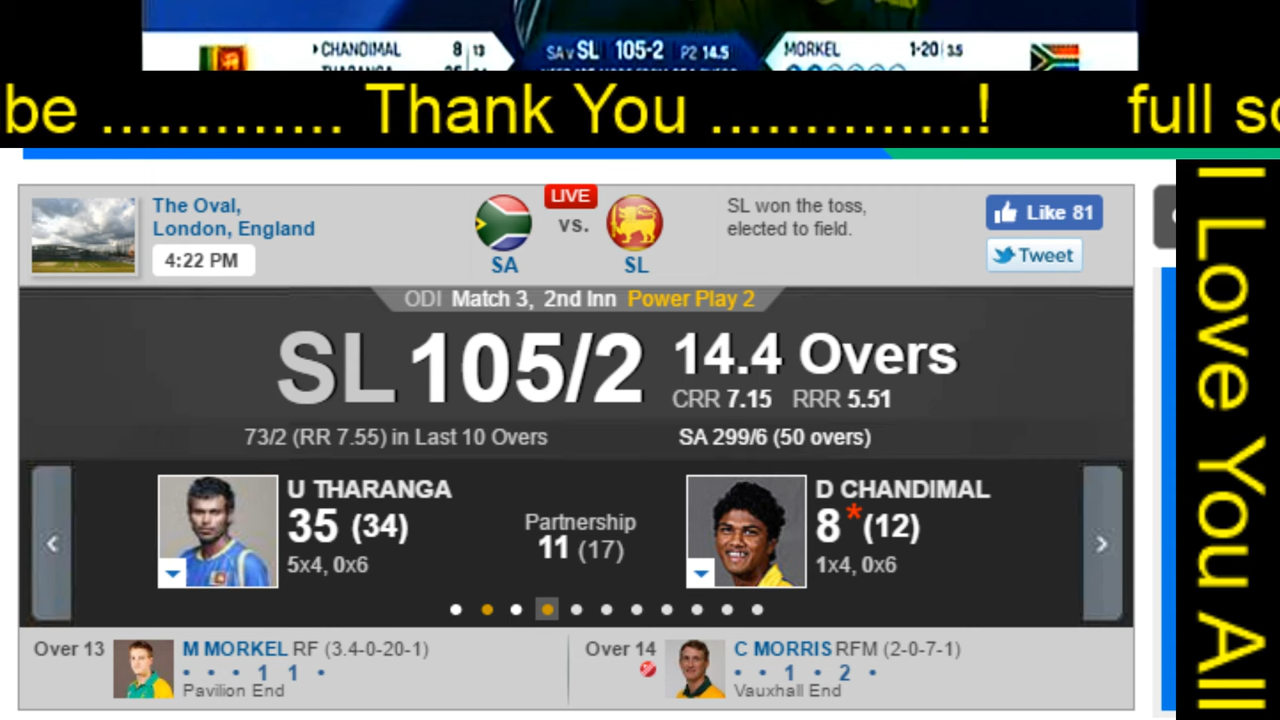 CHANDIMAL 8 13 SA v SL 105-2 P2 14.5 MORKEL 1-20 3.5
THARANGA
be ............. Thank You ..............! full
I Love You All
The Oval,
London, England
4:22 PM
LIVE
vs.
SA SL
SL won the toss,
elected to field.
Like 81
Tweet
ODI Match 3, 2nd Inn Power Play 2
SL 105/2 14.4 Overs
CRR 7.15 RRR 5.51
73/2 (RR 7.55) in Last 10 Overs SA 299/6 (50 overs)
U THARANGA
35 (34)
5x4, 0x6
Partnership
11 (17)
D CHANDIMAL
8* (12)
1x4, 0x6
Over 13 M MORKEL RF (3.4-0-20-1)
• • • 1 1 •
Pavilion End
Over 14 C MORRIS RFM (2-0-7-1)
• • 1 • 2 •
Vauxhall End